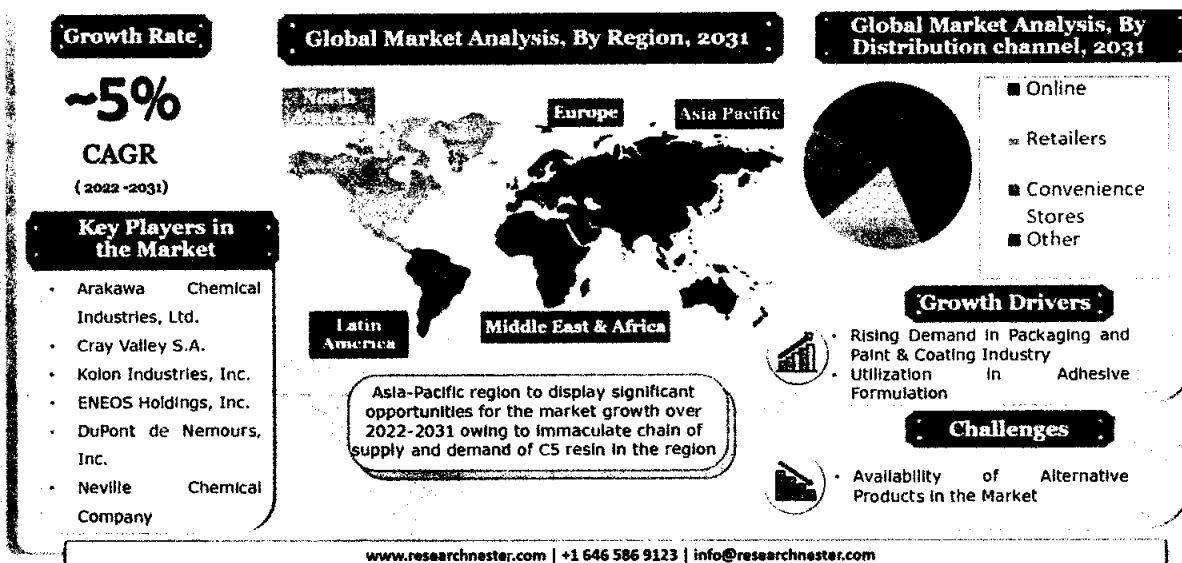 Growth Rate
~5%
CAGR
(2022 -2031)
Key Players in
the Market
Arakawa Chemical
Industries, Ltd.
Cray Valley S.A.
Kolon Industries, Inc.
ENEOS Holdings, Inc.
DuPont de Nemours,
Inc.
Neville Chemical
Company
Global Market Analysis, By Region, 2031
North
America
Europe
Asia Pacific
Latin
America
Middle East & Africa
Asia-Pacific region to display significant
opportunities for the market growth over
2022-2031 owing to immaculate chain of
supply and demand of C5 resin in the region
Global Market Analysis, By
Distribution channel, 2031
Online
Retailers
Convenience
Stores
Other
Growth Drivers
Rising Demand in Packaging and
Paint & Coating Industry
Utilization in Adhesive
Formulation
Challenges
Availability of Alternative
Products in the Market
www.researchnester.com | +1 646 586 9123 | info@researchnester.com